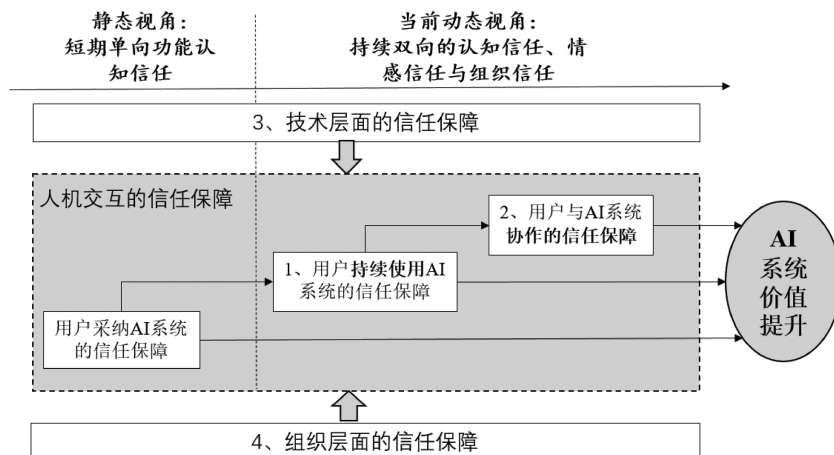 静态视角：
短期单向功能认
知信任
当前动态视角：
持续双向的认知信任、情
感信任与组织信任
3、技术层面的信任保障
人机交互的信任保障
2、用户与AI系统
协作的信任保障
1、用户持续使用AI
系统的信任保障
用户采纳AI系统
的信任保障
AI
系统
价值
提升
4、组织层面的信任保障